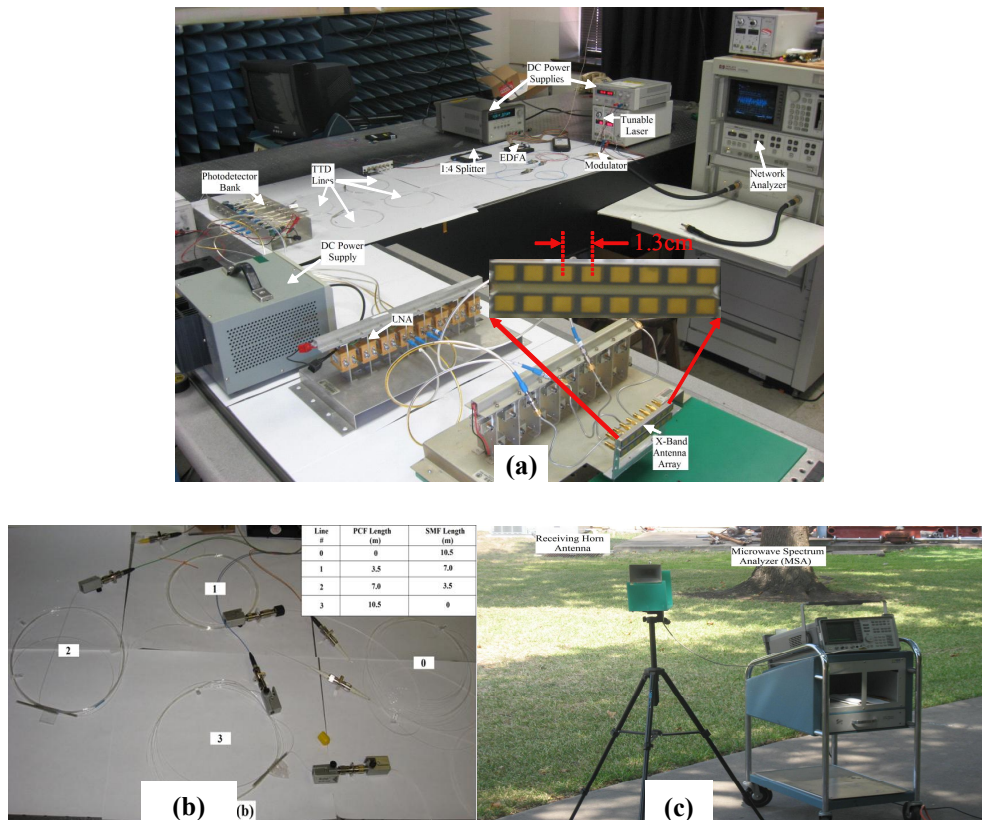 DC Power
Supplies
Tunable
Laser
EDFA
1:4 Splitter
Modulator
Network
Analyzer
TTD
Lines
Photodetector
Bank
DC Power
Supply
1.3cm
LNA
X-Band
Antenna
Array
(a)
Line
#
PCF Length
(m)
SMF Length
(m)
0 0 10.5
1 3.5 7.0
2 7.0 3.5
3 10.5 0
1
2
0
3
(b) (b)
Receiving Horn
Antenna
Microwave Spectrum
Analyzer (MSA)
(c)